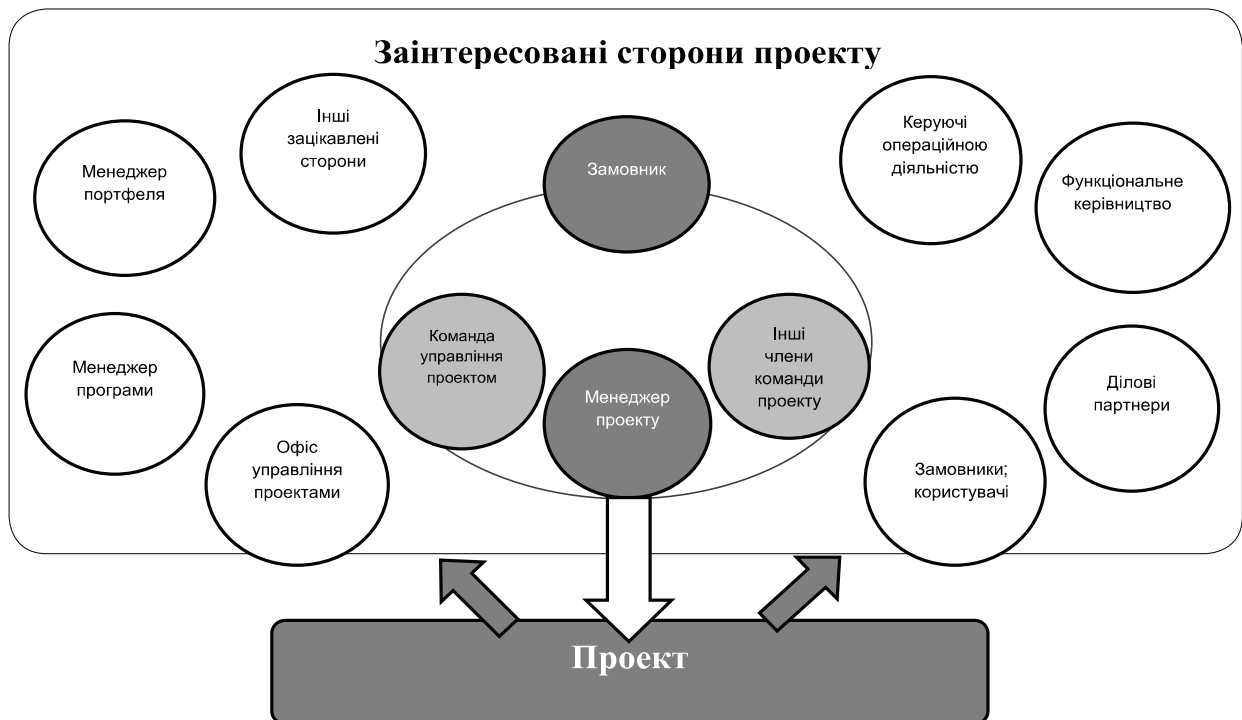 Заінтересовані сторони проекту
Інші
зацікавлені
сторони
Менеджер
портфеля
Замовник
Керуючі
операційною
діяльністю
Функціональне
керівництво
Менеджер
програми
Команда
управління
проектом
Менеджер
проекту
Інші
члени
команди
проекту
Ділові
партнери
Офіс
управління
проектами
Замовники;
користувачі
Проект